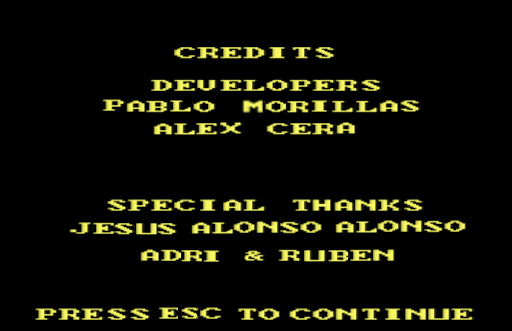 CREDITS
DEVELOPERS
PABLO MORILLAS
ALEX CERA
SPECIAL THANKS
JESUS ALONSO ALONSO
ADRI & RUBEN
PRESS ESC TO CONTINUE